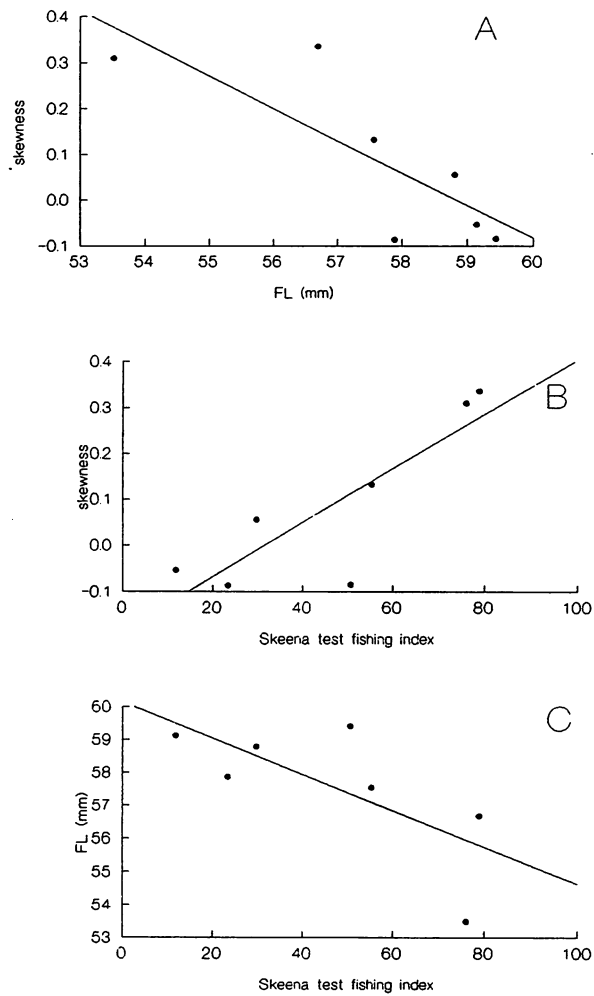 A
0.4
0.3
0.2
0.1
0.0
-0.1
skewness
53 54 55 56 57 58 59 60
FL (mm)
B
0.4
0.3
0.2
0.1
0.0
-0.1
skewness
0 20 40 60 80 100
Skeena test fishing index
C
60
59
58
57
56
55
54
53
FL (mm)
0 20 40 60 80 100
Skeena test fishing index